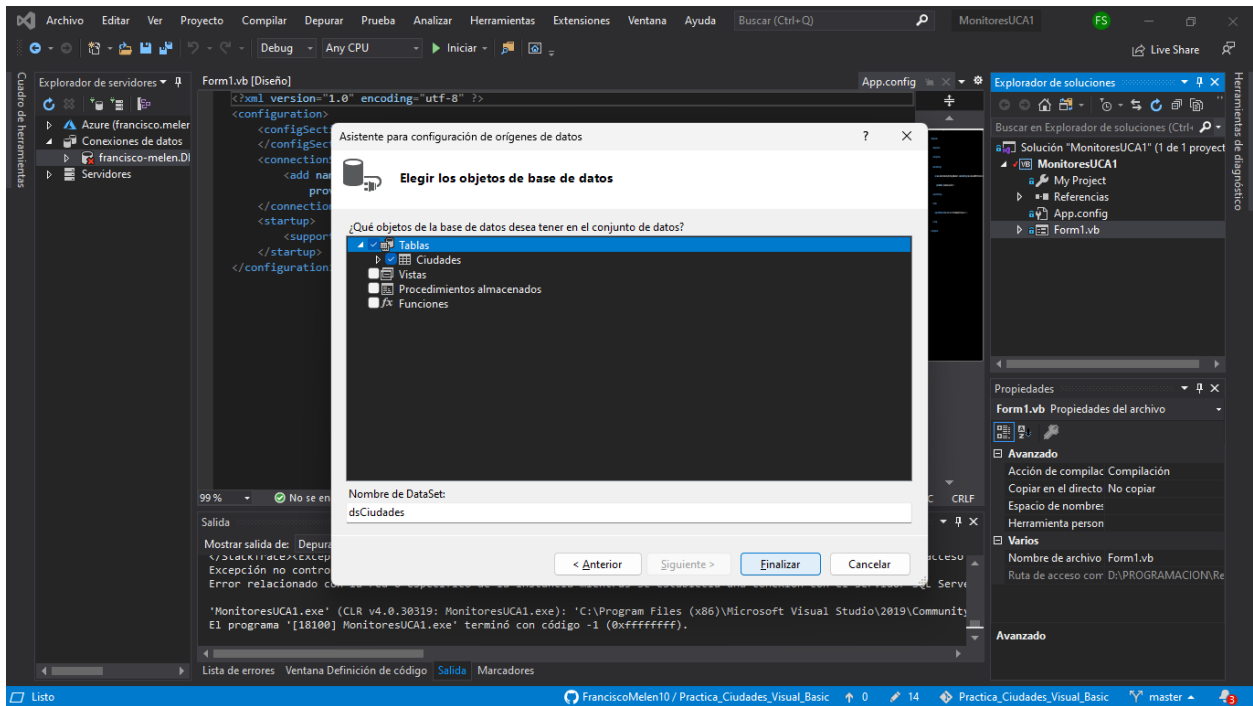 Archivo Editar Ver Proyecto Compilar Depurar Prueba Analizar Herramientas Extensiones Ventana Ayuda Buscar (Ctrl+Q) MonitoresUCA1 FS
Debug Any CPU Iniciar Live Share
Cuadro de herramientas
Explorador de servidores
Azure (francisco.meler
Conexiones de datos
francisco-melen.DI
Servidores
Form1.vb [Diseño] App.config
<?xml version="1.0" encoding="utf-8" ?>
<configuration>
<configSect
</configSec
<connection
<add nam
prov
</connectio
<startup>
<support
</startup>
</configuration
Asistente para configuración de orígenes de datos ? X
Elegir los objetos de base de datos
¿Qué objetos de la base de datos desea tener en el conjunto de datos?
Tablas
Ciudades
Vistas
Procedimientos almacenados
fx Funciones
Nombre de DataSet:
dsCiudades
< Anterior Siguiente > Finalizar Cancelar
99 % No se en CRLF
Salida
Mostrar salida de: Depura
Excepción no contro
'MonitoresUCA1.exe' (CLR v4.0.30319: MonitoresUCA1.exe): 'C:\Program Files (x86)\Microsoft Visual Studio\2019\Community
El programa '[18100] MonitoresUCA1.exe' terminó con código -1 (0xffffffff).
Lista de errores Ventana Definición de código Salida Marcadores
Explorador de soluciones
Buscar en Explorador de soluciones (Ctrl+
Solución "MonitoresUCA1" (1 de 1 proyect
MonitoresUCA1
My Project
Referencias
App.config
Form1.vb
Propiedades
Form1.vb Propiedades del archivo
Avanzado
Acción de compilac Compilación
Copiar en el directo No copiar
Espacio de nombres
Herramienta person
Varios
Nombre de archivo Form1.vb
Ruta de acceso com D:\PROGRAMACION\Re
Avanzado
Herramientas de diagnóstico
Listo FranciscoMelen10 / Practica_Ciudades_Visual_Basic 0 14 Practica_Ciudades_Visual_Basic master 3